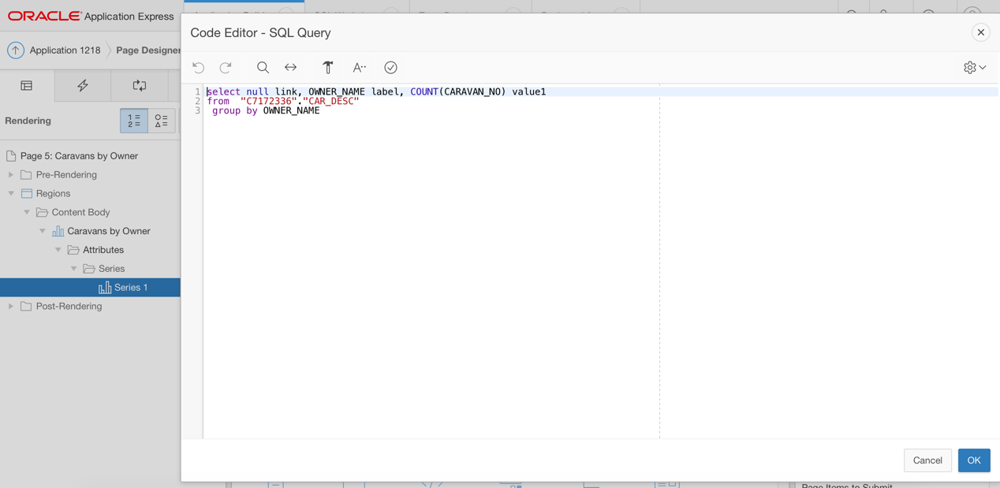 ORACLE Application Express
Application 1218
Page Designer
Rendering
Page 5: Caravans by Owner
Pre-Rendering
Regions
Content Body
Caravans by Owner
Attributes
Series
Series 1
Post-Rendering
Code Editor - SQL Query
1 select null link, OWNER_NAME label, COUNT(CARAVAN_NO) value1
2 from  "C7172336"."CAR_DESC"
3  group by OWNER_NAME
Cancel
OK
Page Items to Submit